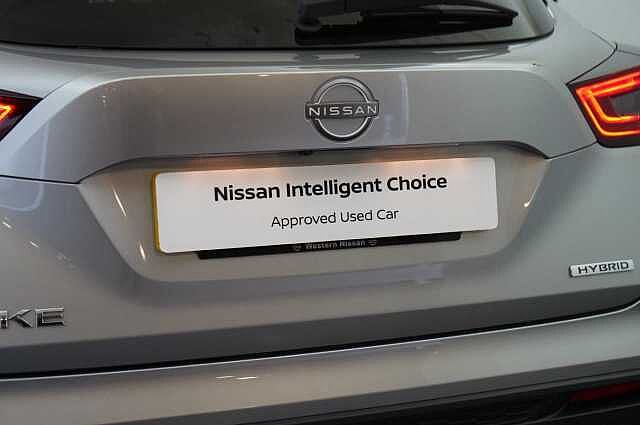 NISSAN
Nissan Intelligent Choice
Approved Used Car
Western Nissan
HYBRID
KE